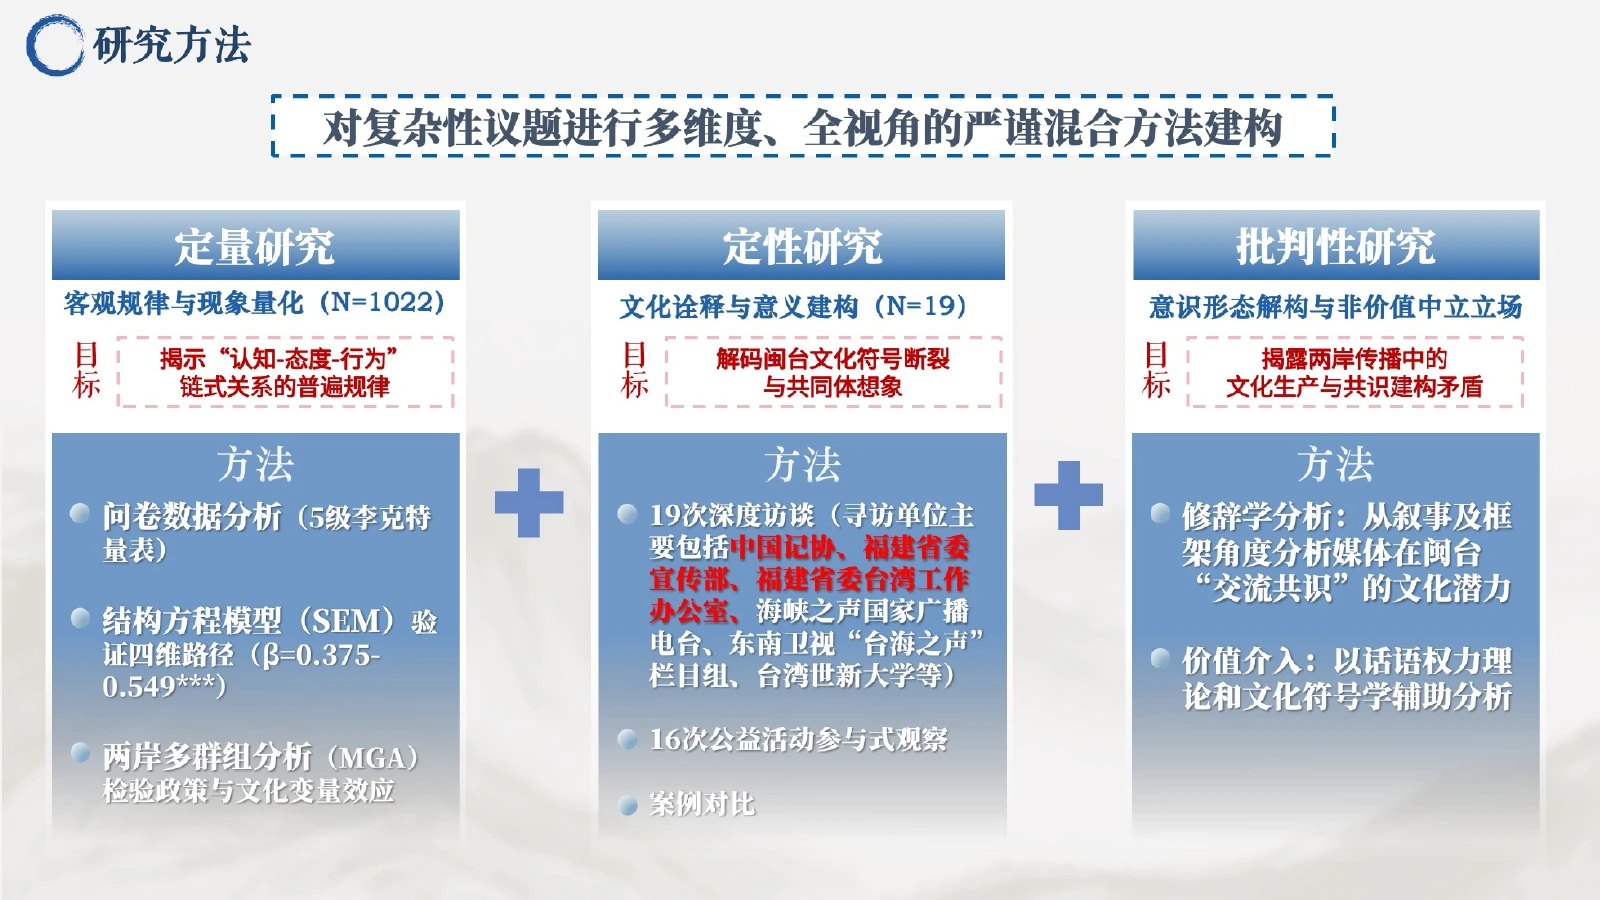 研究方法
对复杂性议题进行多维度、全视角的严谨混合方法建构
定量研究
客观规律与现象量化（N=1022）
目标
揭示“认知-态度-行为”
链式关系的普遍规律
方法
问卷数据分析（5级李克特
量表）
结构方程模型（SEM）验
证四维路径（β=0.375-
0.549***）
两岸多群组分析（MGA）
检验政策与文化变量效应
定性研究
文化诠释与意义建构（N=19）
目标
解码闽台文化符号断裂
与共同体想象
方法
19次深度访谈（寻访单位主
要包括中国记协、福建省委
宣传部、福建省委台湾工作
办公室、海峡之声国家广播
电台、东南卫视“台海之声”
栏目组、台湾世新大学等）
16次公益活动参与式观察
案例对比
批判性研究
意识形态解构与非价值中立立场
目标
揭露两岸传播中的
文化生产与共识建构矛盾
方法
修辞学分析：从叙事及框
架角度分析媒体在闽台
“交流共识”的文化潜力
价值介入：以话语权力理
论和文化符号学辅助分析